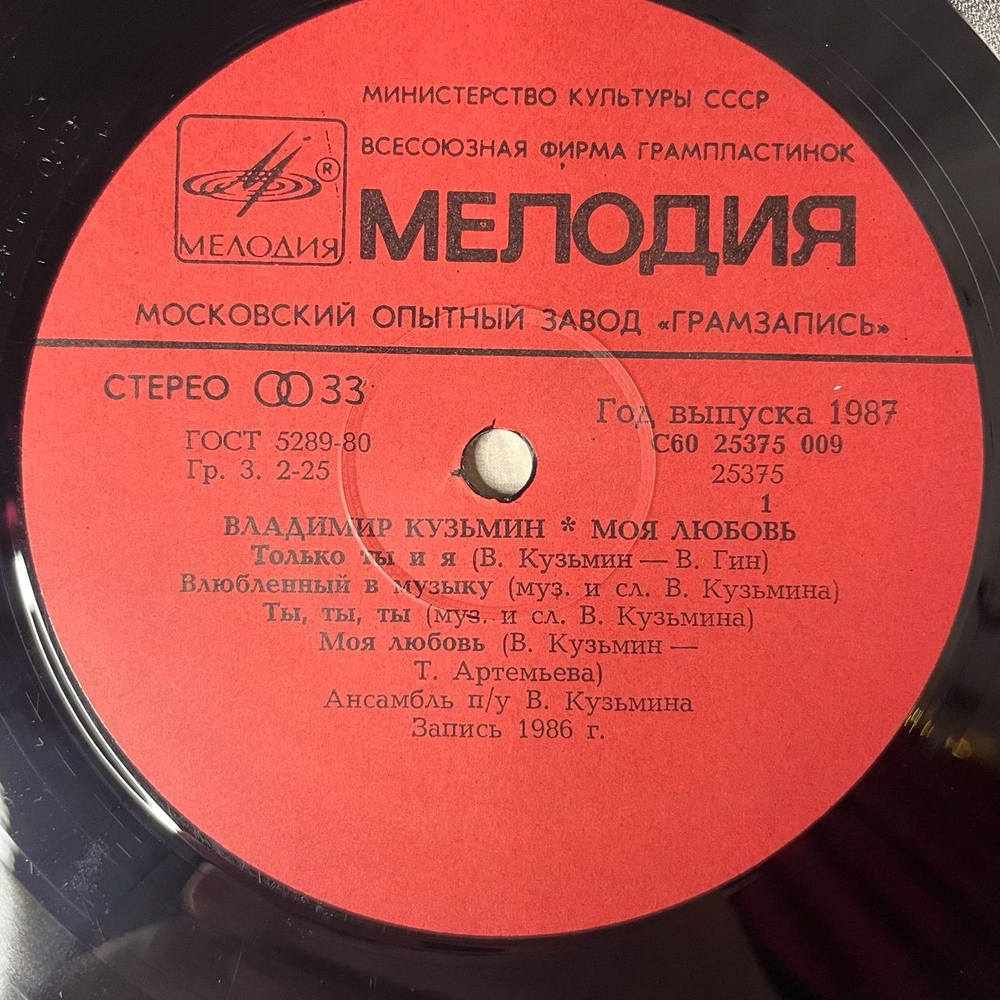 МИНИСТЕРСТВО КУЛЬТУРЫ СССР
ВСЕСОЮЗНАЯ ФИРМА ГРАМПЛАСТИНОК
®
МЕЛОДИЯ
МЕЛОДИЯ
МОСКОВСКИЙ ОПЫТНЫЙ ЗАВОД «ГРАМЗАПИСЬ»
СТЕРЕО 33
Год выпуска 1987
ГОСТ 5289-80
С60 25375 009
Гр. 3. 2-25
25375
1
ВЛАДИМИР КУЗЬМИН * МОЯ ЛЮБОВЬ
Только ты и я (В. Кузьмин — В. Гин)
Влюбленный в музыку (муз. и сл. В. Кузьмина)
Ты, ты, ты (муз. и сл. В. Кузьмина)
Моя любовь (В. Кузьмин —
Т. Артемьева)
Ансамбль п/у В. Кузьмина
Запись 1986 г.